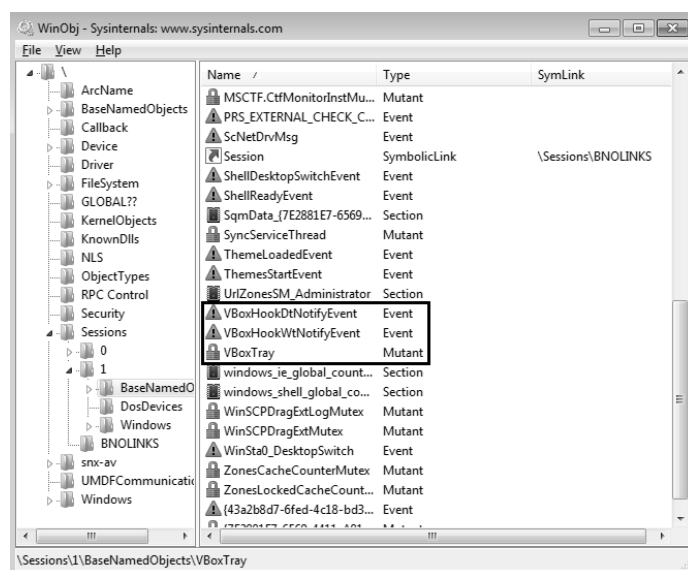 WinObj - Sysinternals: www.sysinternals.com
File View Help
\
ArcName
BaseNamedObjects
Callback
Device
Driver
FileSystem
GLOBAL??
KernelObjects
KnownDlls
NLS
ObjectTypes
RPC Control
Security
Sessions
0
1
BaseNamedO
DosDevices
Windows
BNOLINKS
snx-av
UMDFCommunicatio
Windows
Name / Type SymLink
MSCTF.CtfMonitorInstMu... Mutant
PRS_EXTERNAL_CHECK_C... Event
ScNetDrvMsg Event
Session SymbolicLink \Sessions\BNOLINKS
ShellDesktopSwitchEvent Event
ShellReadyEvent Event
SqmData_{7E2881E7-6569... Section
SyncServiceThread Mutant
ThemeLoadedEvent Event
ThemesStartEvent Event
UrlZonesSM_Administrator Section
VBoxHookDtNotifyEvent Event
VBoxHookWtNotifyEvent Event
VBoxTray Mutant
windows_ie_global_count... Section
windows_shell_global_co... Section
WinSCPDragExtLogMutex Mutant
WinSCPDragExtMutex Mutant
WinSta0_DesktopSwitch Event
ZonesCacheCounterMutex Mutant
ZonesLockedCacheCount... Mutant
{43a2b8d7-6fed-4c18-bd3... Event
\Sessions\1\BaseNamedObjects\VBoxTray